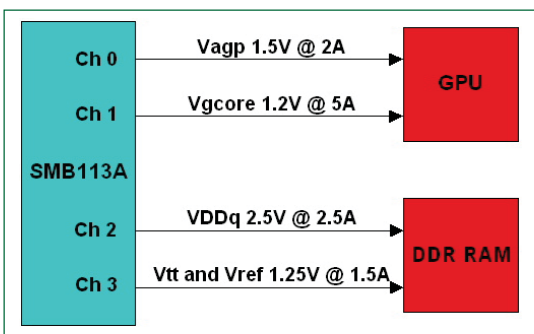 Ch 0
Vagp 1.5V @ 2A
GPU
Ch 1
Vgcore 1.2V @ 5A
SMB113A
Ch 2
VDDq 2.5V @ 2.5A
DDR RAM
Ch 3
Vtt and Vref 1.25V @ 1.5A